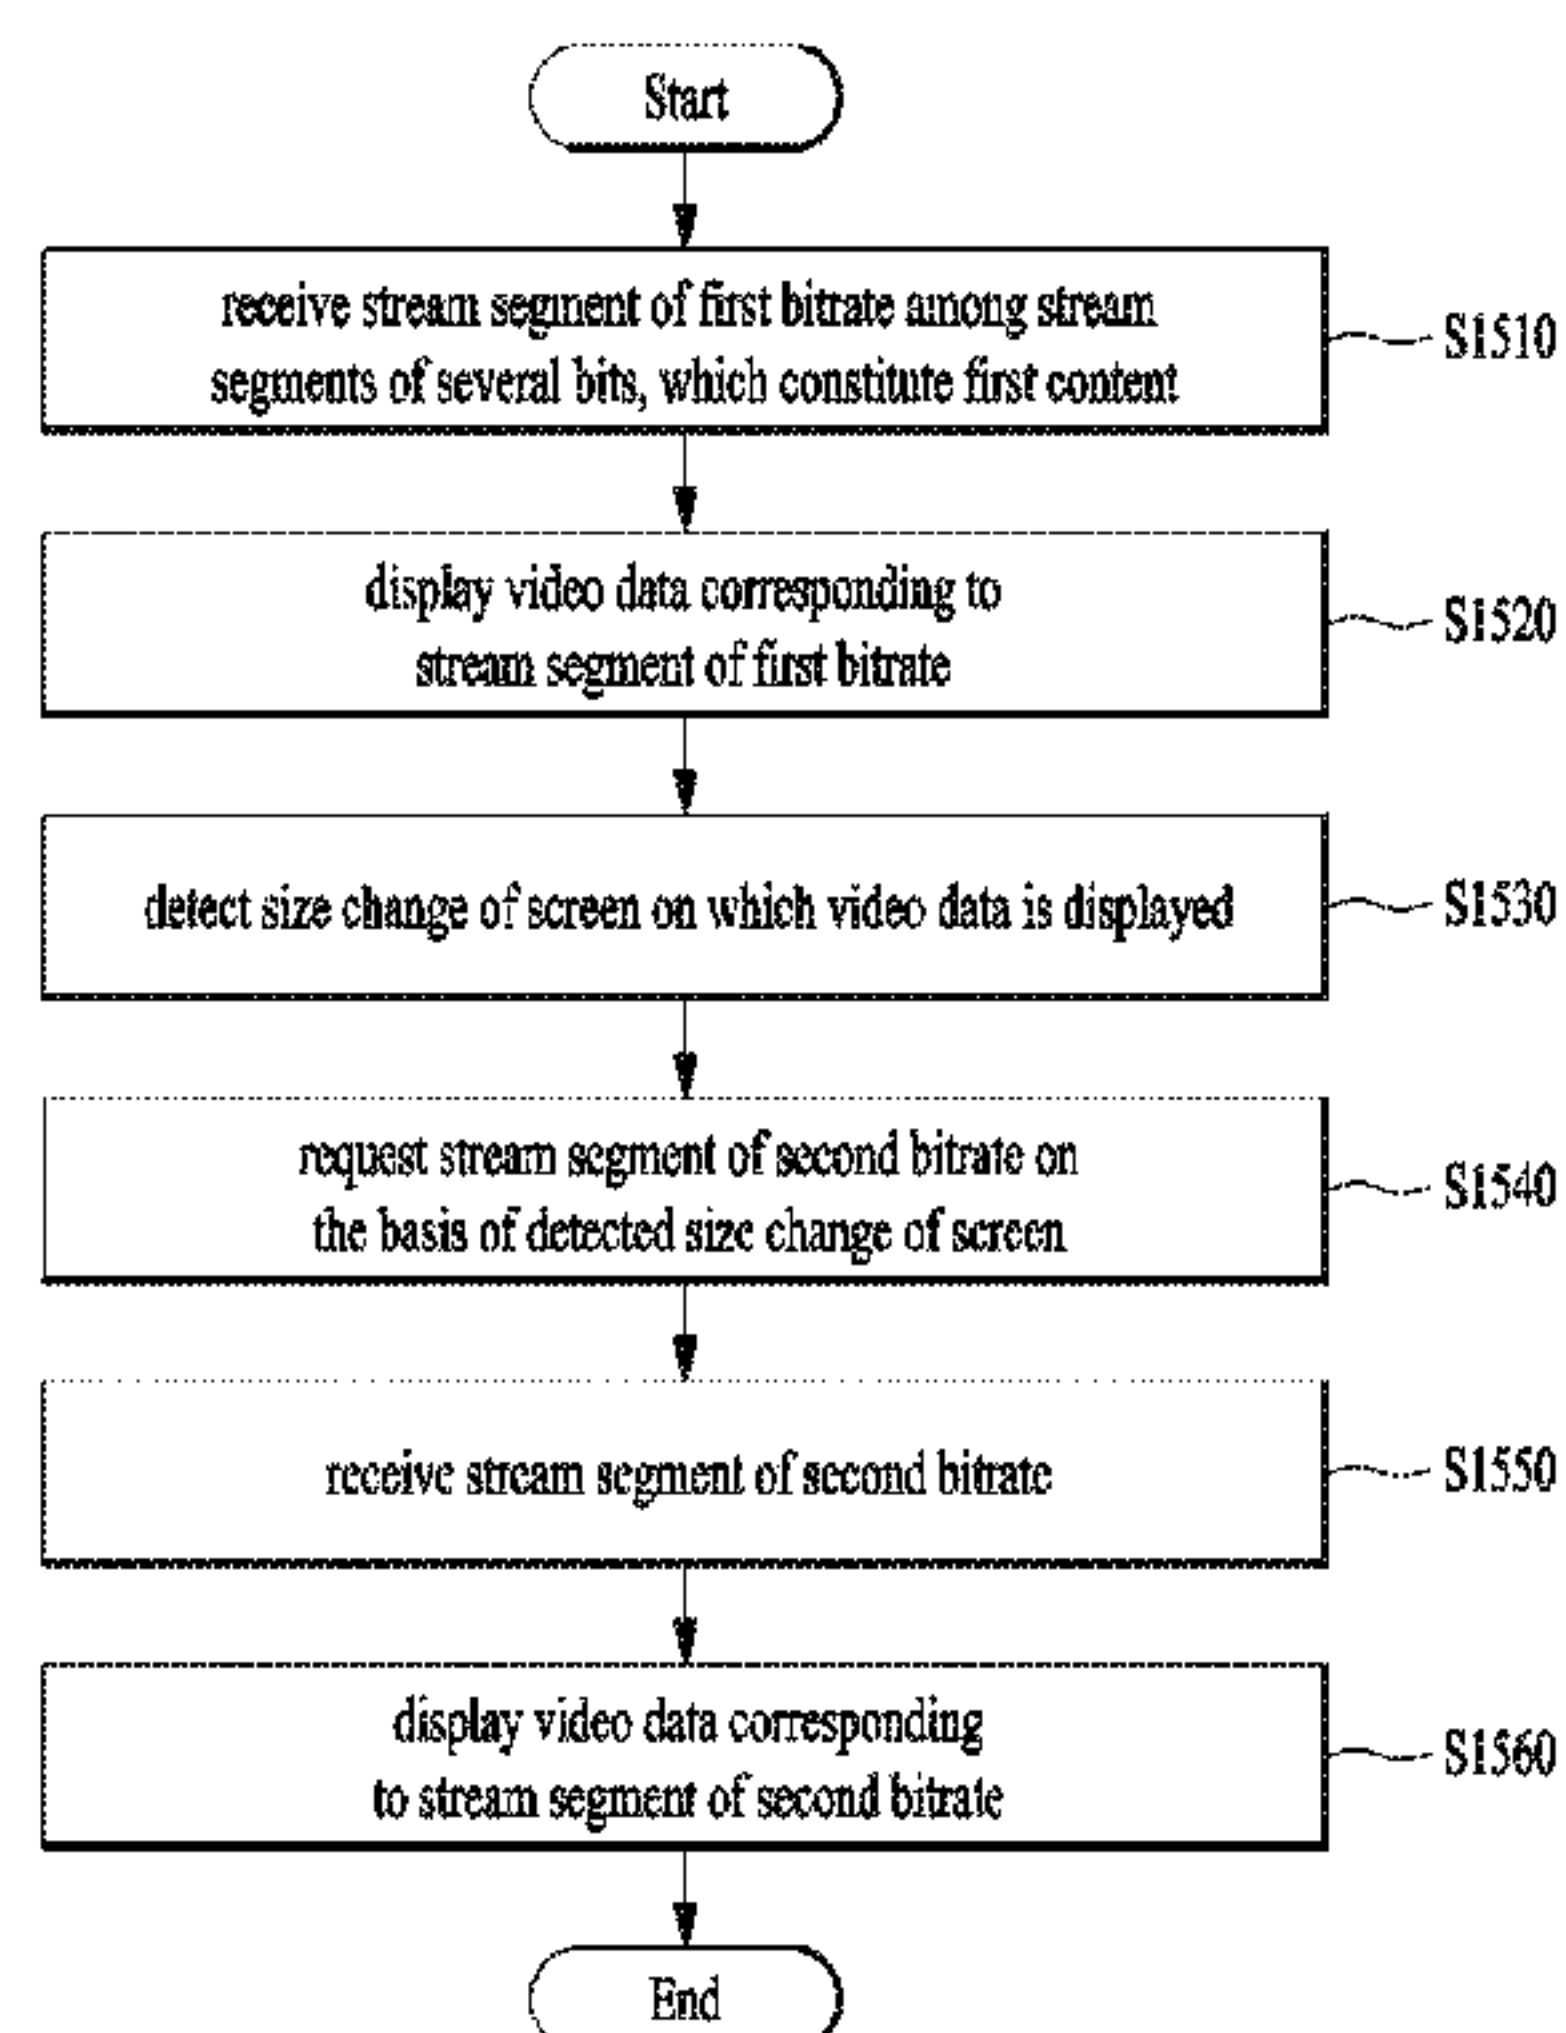 Start
receive stream segment of first bitrate among stream
segments of several bits, which constitute first content
S1510
display video data corresponding to
stream segment of first bitrate
S1520
detect size change of screen on which video data is displayed
S1530
request stream segment of second bitrate on
the basis of detected size change of screen
S1540
receive stream segment of second bitrate
S1550
display video data corresponding
to stream segment of second bitrate
S1560
End